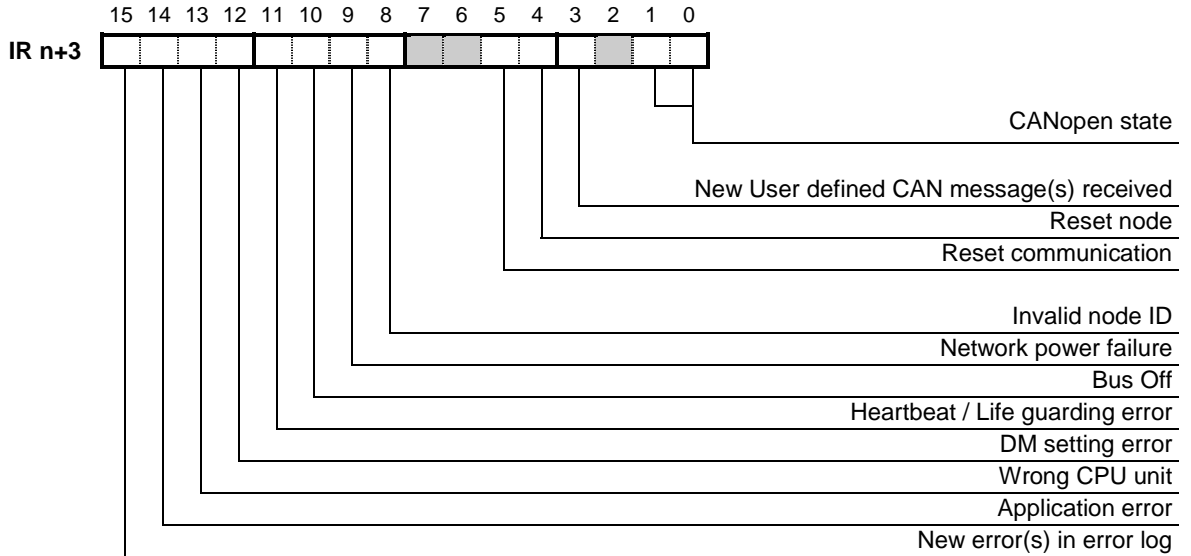 15 14 13 12 11 10 9 8 7 6 5 4 3 2 1 0
IR n+3
CANopen state
New User defined CAN message(s) received
Reset node
Reset communication
Invalid node ID
Network power failure
Bus Off
Heartbeat / Life guarding error
DM setting error
Wrong CPU unit
Application error
New error(s) in error log